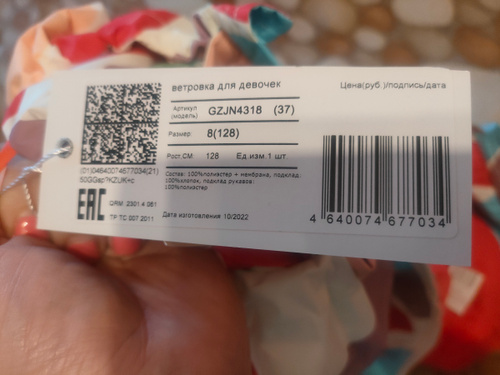 ветровка для девочек
Цена(руб.)/подпись/дата
Артикул (модель) GZJN4318 (37)
Размер: 8(128)
Рост,СМ 128 Ед.изм.1 шт
Состав: 100%полиэстер + мембрана, подклад:
100%хлопок, подклад рукавов:
100%полиэстер
Дата изготовления 10/2022
(01)04640074677034(21)
EAC
TP TC 007 2011
4 640074 677034